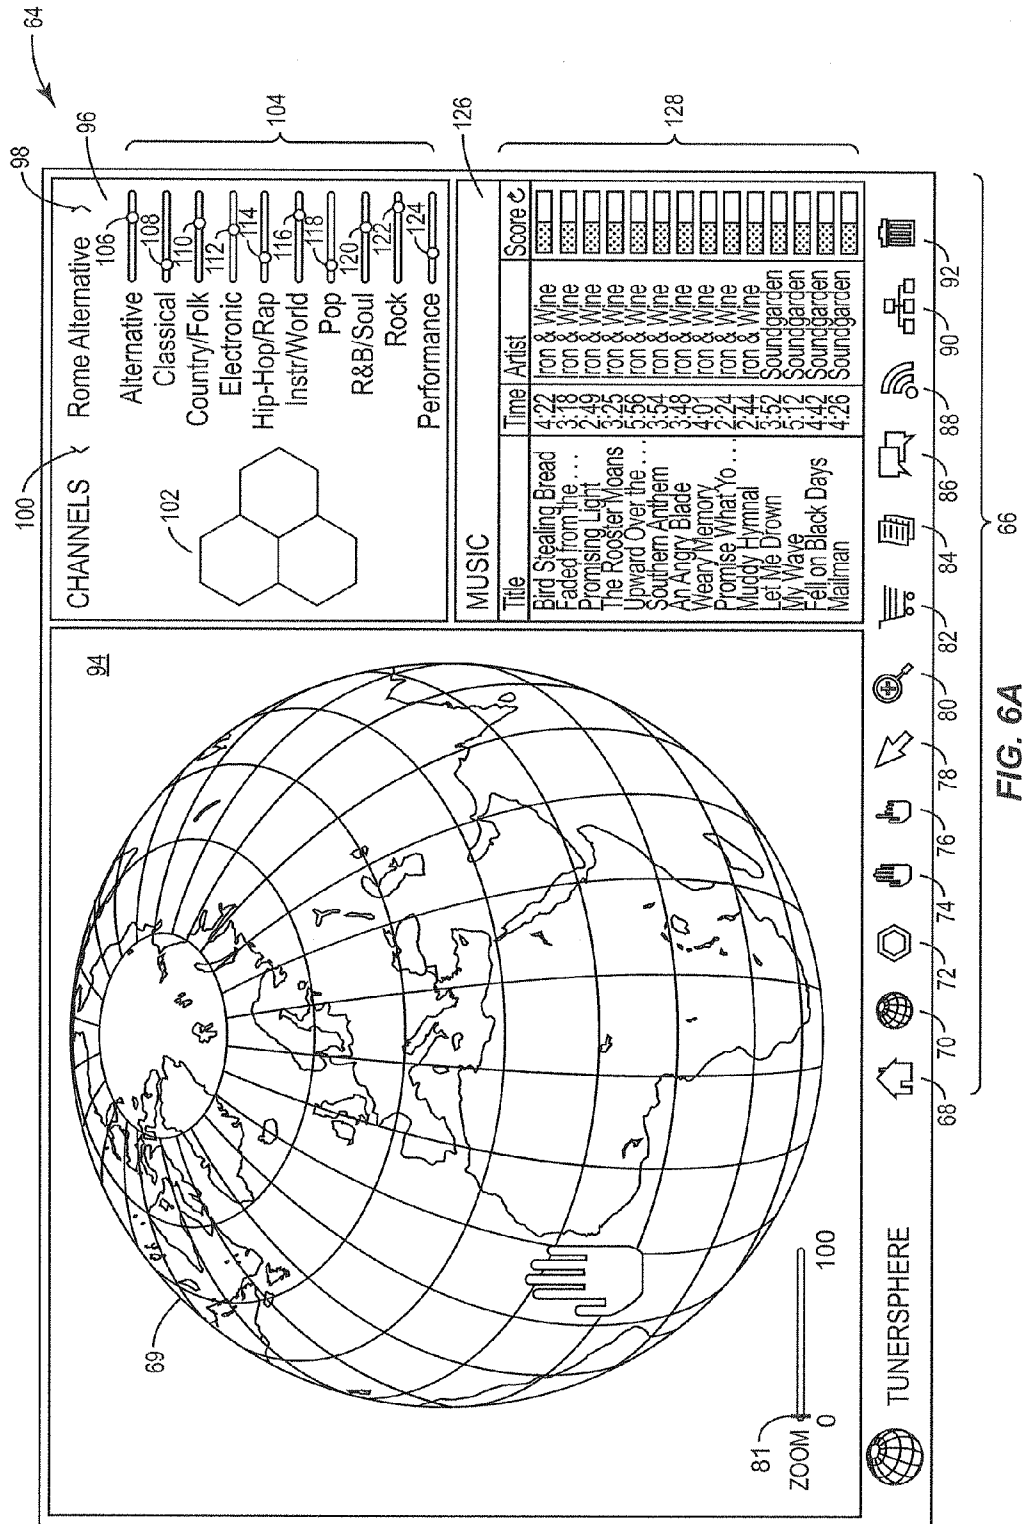 64
100
98
CHANNELS
Rome Alternative
96
102
Alternative
106
Classical
108
Country/Folk
110
Electronic
112
Hip-Hop/Rap
114
Instr/World
116
Pop
118
R&B/Soul
120
Rock
122
Performance
124
104
94
69
81
ZOOM
0
100
MUSIC
126
Title Time Artist Score
Bird Stealing Bread 4:22 Iron & Wine
Faded from the ... 3:18 Iron & Wine
Promising Light 2:49 Iron & Wine
The Rooster Moans 3:25 Iron & Wine
Upward Over the ... 5:56 Iron & Wine
Southern Anthem 3:54 Iron & Wine
An Angry Blade 3:48 Iron & Wine
Weary Memory 4:01 Iron & Wine
Promise What Yo ... 2:24 Iron & Wine
Muddy Hymnal 2:44 Iron & Wine
Let Me Drown 3:52 Soundgarden
My Wave 5:12 Soundgarden
Fell on Black Days 4:42 Soundgarden
Mailman 4:26 Soundgarden
128
TUNERSPHERE
68 70 72 74 76 78 80 82 84 86 88 90 92
66
FIG. 6A